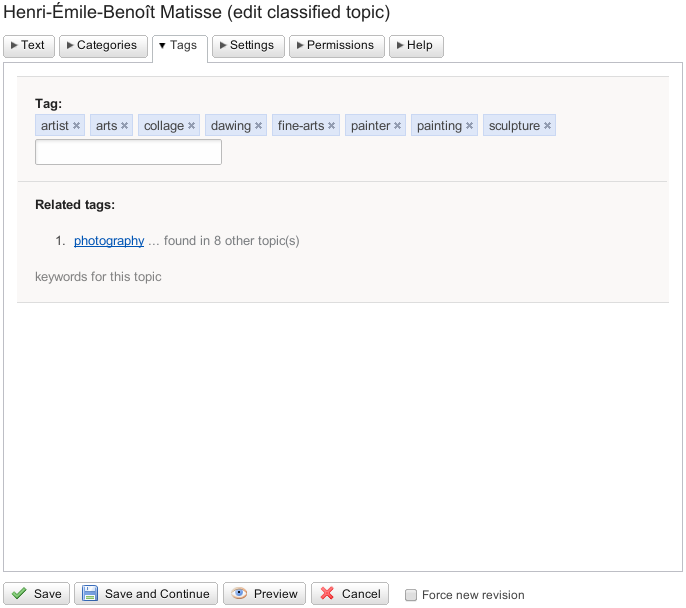 Henri-Émile-Benoît Matisse (edit classified topic)
Text Categories Tags Settings Permissions Help
Tag:
artist arts collage dawing fine-arts painter painting sculpture
Related tags:
1. photography ... found in 8 other topic(s)
keywords for this topic
Save Save and Continue Preview Cancel Force new revision